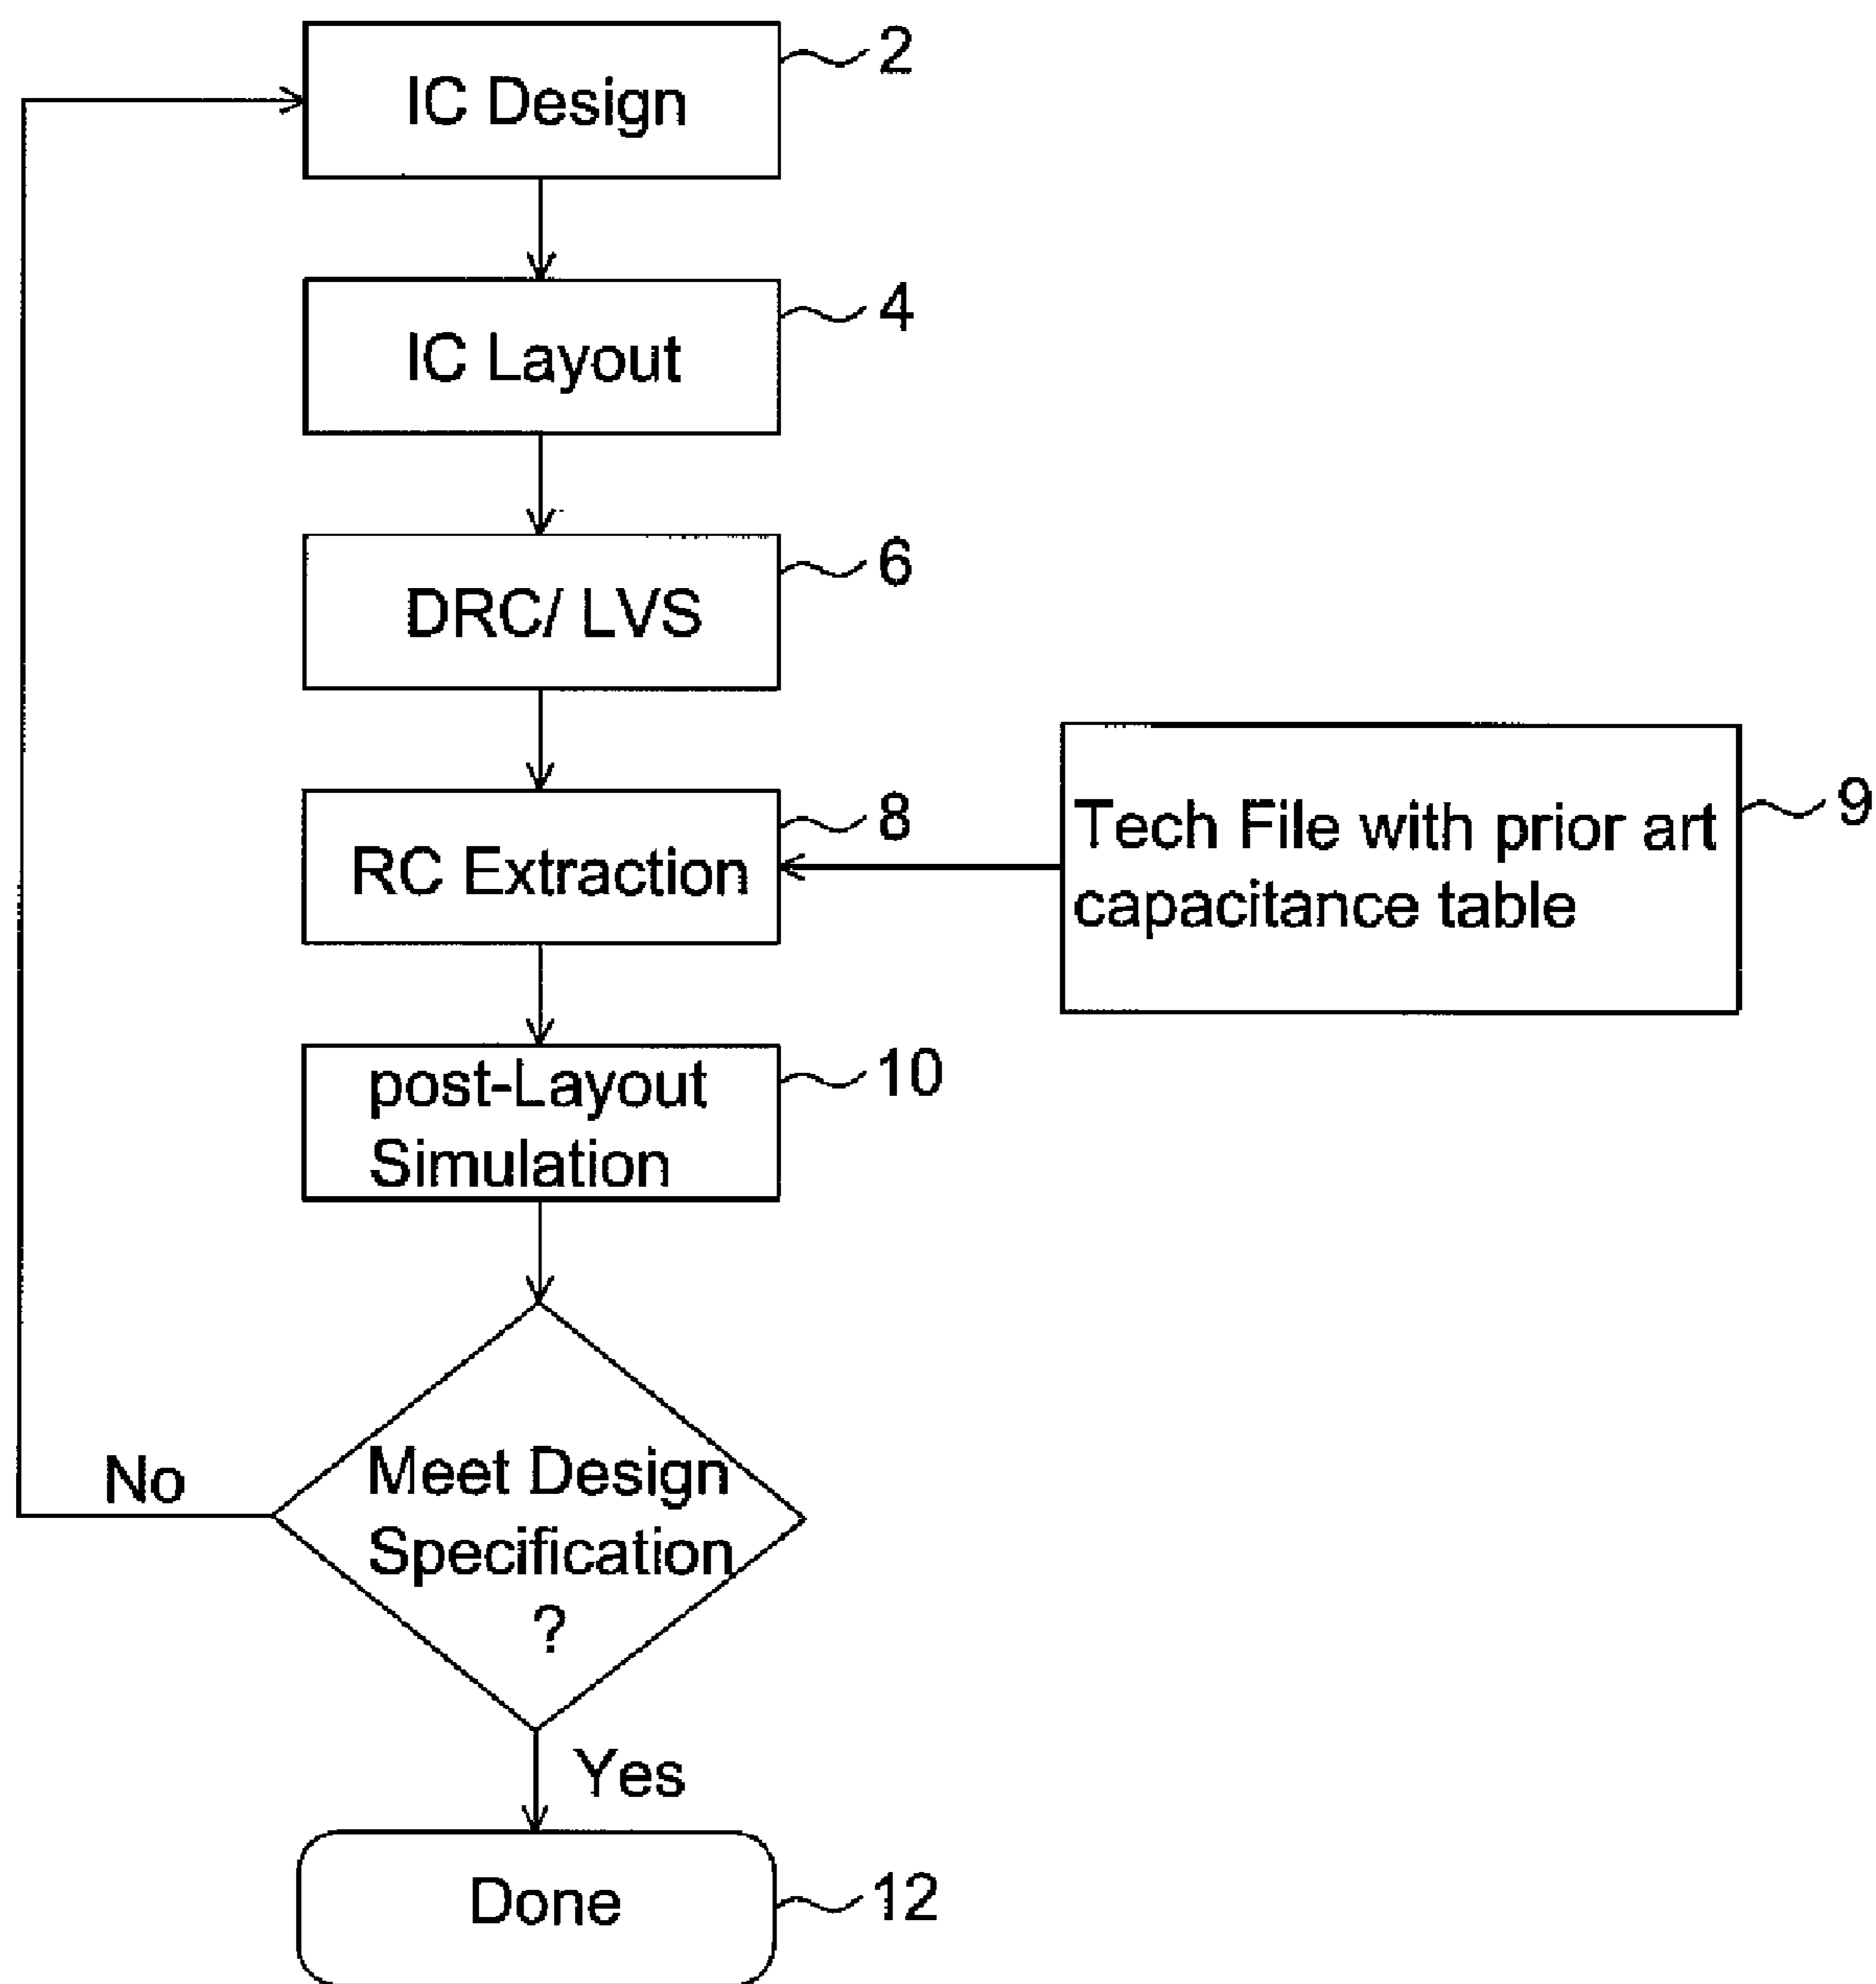 IC Design
2
IC Layout
4
DRC/ LVS
6
RC Extraction
8
Tech File with prior art
capacitance table
9
post-Layout
Simulation
10
Meet Design
Specification
?
No
Yes
Done
12